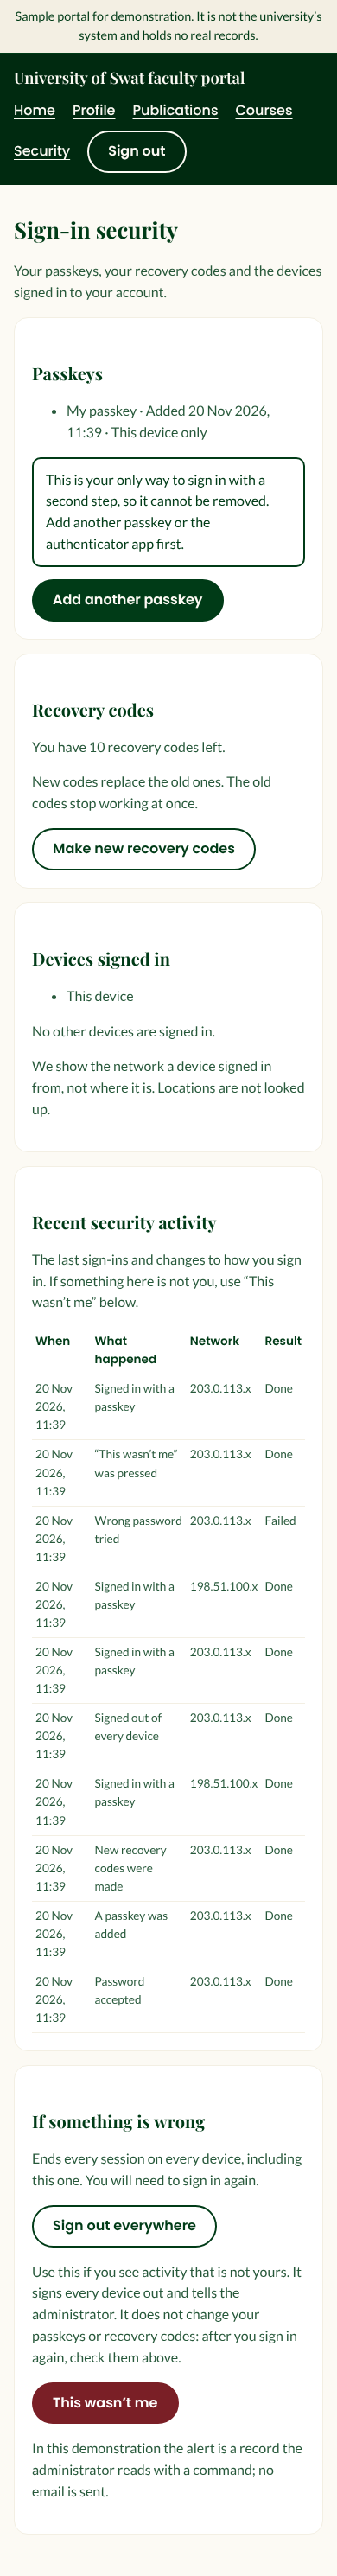 Sample portal for demonstration. It is not the university’s
system and holds no real records.
University of Swat faculty portal
Home Profile Publications Courses
Security Sign out
Sign-in security
Your passkeys, your recovery codes and the devices
signed in to your account.
Passkeys
• My passkey · Added 20 Nov 2026,
11:39 · This device only
This is your only way to sign in with a
second step, so it cannot be removed.
Add another passkey or the
authenticator app first.
Add another passkey
Recovery codes
You have 10 recovery codes left.
New codes replace the old ones. The old
codes stop working at once.
Make new recovery codes
Devices signed in
• This device
No other devices are signed in.
We show the network a device signed in
from, not where it is. Locations are not looked
up.
Recent security activity
The last sign-ins and changes to how you sign
in. If something here is not you, use “This
wasn’t me” below.
When What Network Result
happened
20 Nov Signed in with a 203.0.113.x Done
2026, passkey
11:39
20 Nov “This wasn’t me” 203.0.113.x Done
2026, was pressed
11:39
20 Nov Wrong password 203.0.113.x Failed
2026, tried
11:39
20 Nov Signed in with a 198.51.100.x Done
2026, passkey
11:39
20 Nov Signed in with a 203.0.113.x Done
2026, passkey
11:39
20 Nov Signed out of 203.0.113.x Done
2026, every device
11:39
20 Nov Signed in with a 198.51.100.x Done
2026, passkey
11:39
20 Nov New recovery 203.0.113.x Done
2026, codes were
11:39 made
20 Nov A passkey was 203.0.113.x Done
2026, added
11:39
20 Nov Password 203.0.113.x Done
2026, accepted
11:39
If something is wrong
Ends every session on every device, including
this one. You will need to sign in again.
Sign out everywhere
Use this if you see activity that is not yours. It
signs every device out and tells the
administrator. It does not change your
passkeys or recovery codes: after you sign in
again, check them above.
This wasn’t me
In this demonstration the alert is a record the
administrator reads with a command; no
email is sent.